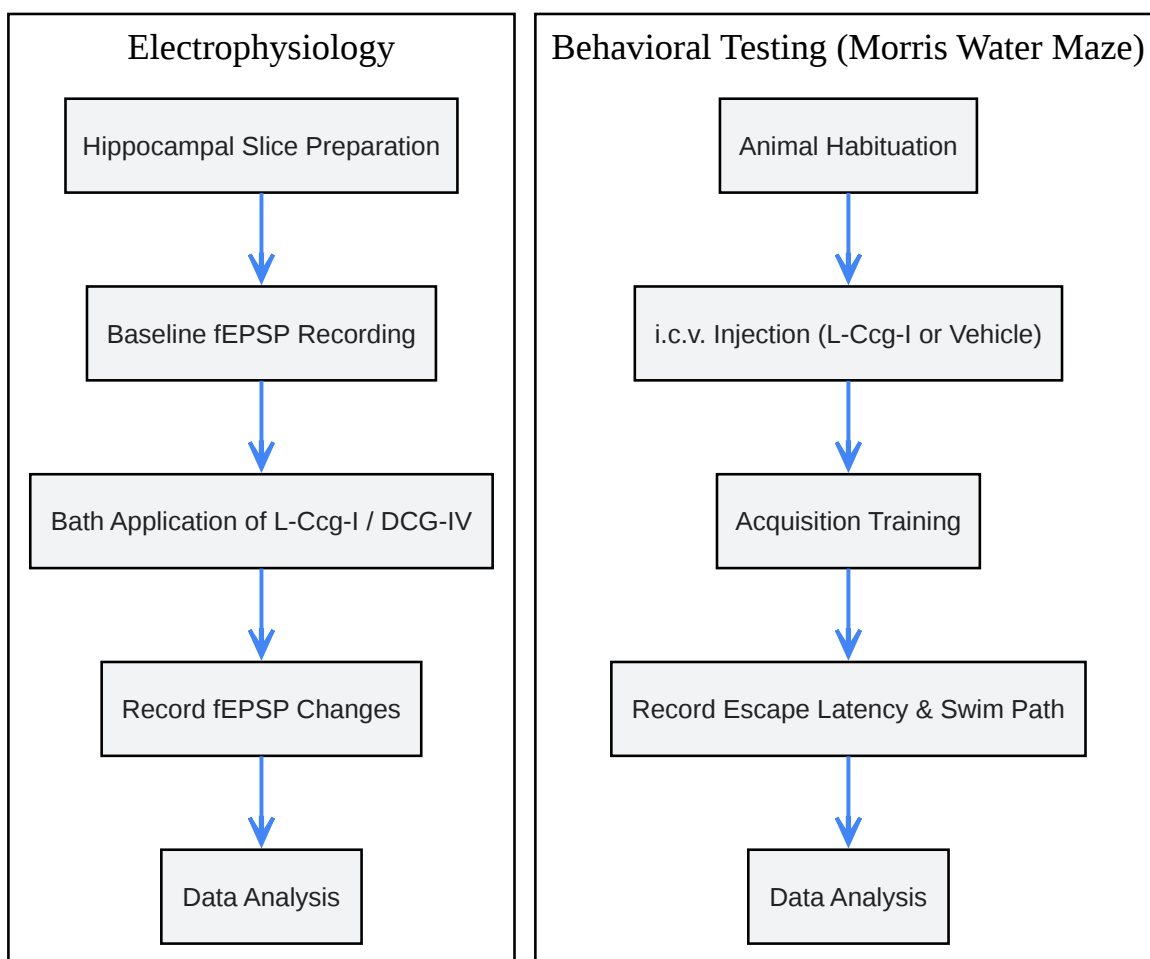 Electrophysiology
Hippocampal Slice Preparation
Baseline fEPSP Recording
Bath Application of L-Ccg-I / DCG-IV
Record fEPSP Changes
Data Analysis
Behavioral Testing (Morris Water Maze)
Animal Habituation
i.c.v. Injection (L-Ccg-I or Vehicle)
Acquisition Training
Record Escape Latency & Swim Path
Data Analysis